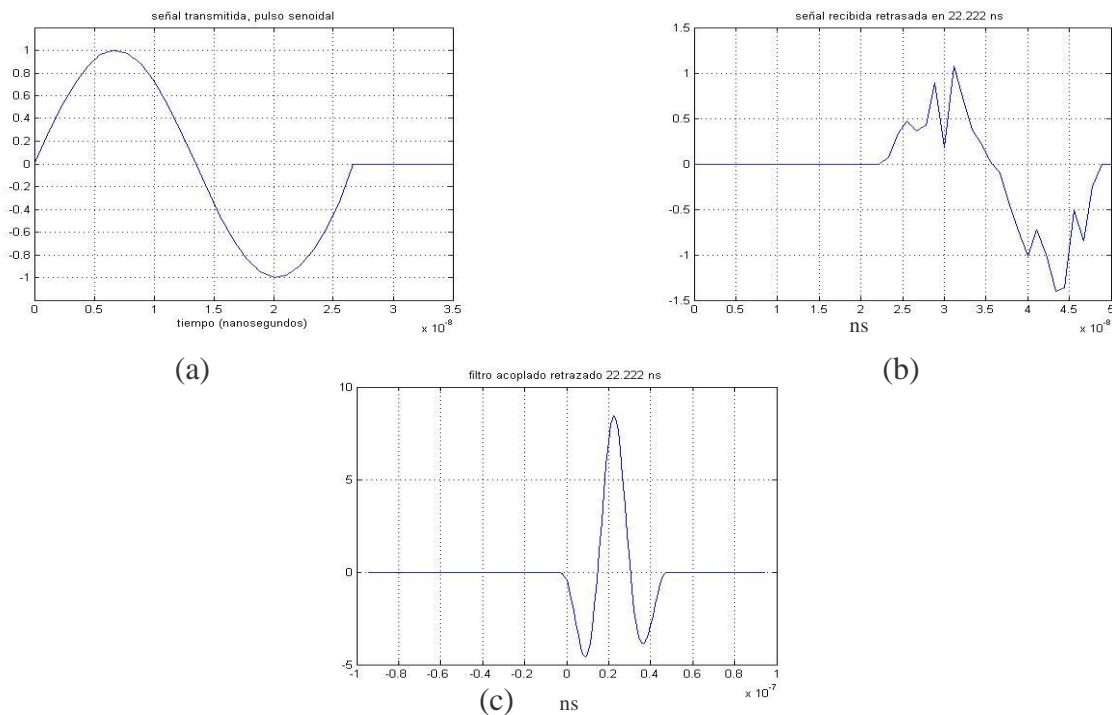 señal transmitida, pulso senoidal
1
0.8
0.6
0.4
0.2
0
-0.2
-0.4
-0.6
-0.8
-1
0 0.5 1 1.5 2 2.5 3 3.5
tiempo (nanosegundos)
x 10^-8
(a)
señal recibida retrasada en 22.222 ns
1.5
1
0.5
0
-0.5
-1
-1.5
0 0.5 1 1.5 2 2.5 3 3.5 4 4.5 5
ns
x 10^-8
(b)
filtro acoplado retrazado 22.222 ns
10
5
0
-5
-1 -0.8 -0.6 -0.4 -0.2 0 0.2 0.4 0.6 0.8 1
x 10^-7
(c)
ns